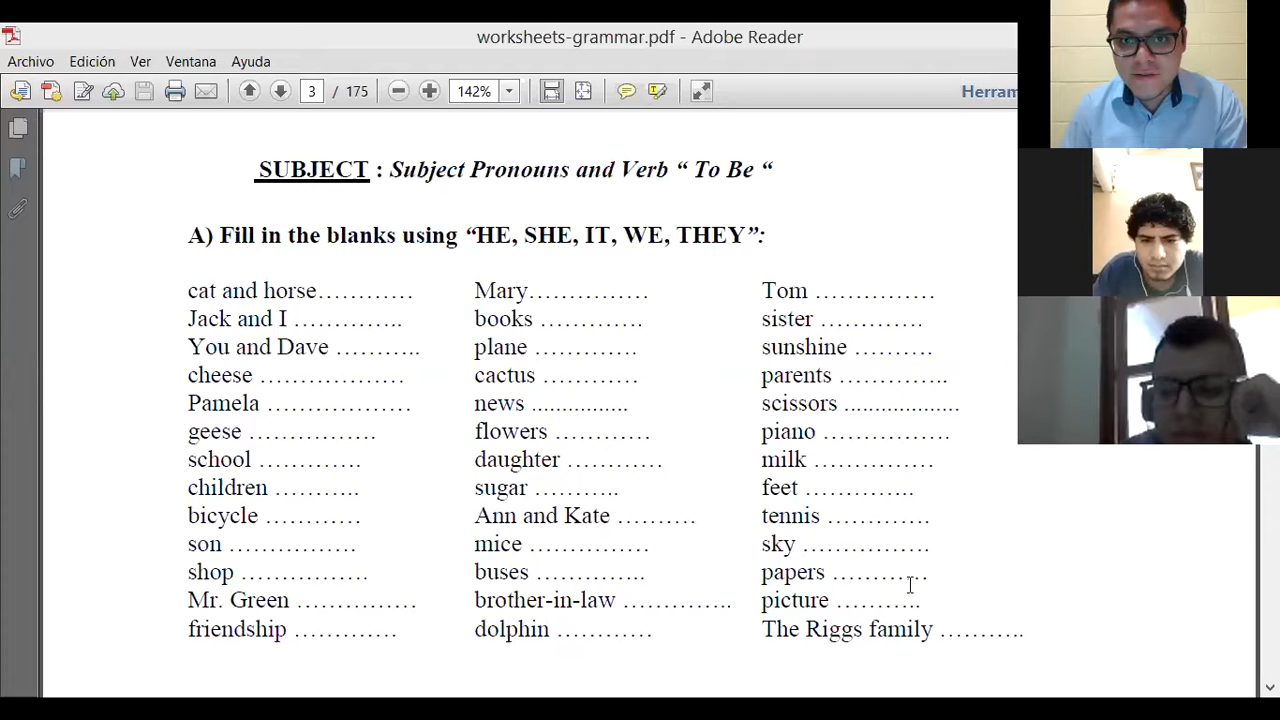 worksheets-grammar.pdf - Adobe Reader
Archivo Edición Ver Ventana Ayuda
3 / 175 142% Herram
SUBJECT : Subject Pronouns and Verb “ To Be “
A) Fill in the blanks using “HE, SHE, IT, WE, THEY”:
cat and horse………… Mary…………… Tom ……………
Jack and I ………….. books …………. sister ………….
You and Dave ……….. plane …………. sunshine ……….
cheese ……………… cactus ………… parents …………..
Pamela ……………… news ................ scissors ...................
geese ……………. flowers ………… piano …………….
school …………. daughter ………… milk ……………
children ……….. sugar ……….. feet …………..
bicycle ………… Ann and Kate ………. tennis ………….
son ……………. mice …………… sky …………….
shop ……………. buses ………….. papers …………
Mr. Green …………… brother-in-law ………….. picture ………..
friendship …………. dolphin ………… The Riggs family ………..